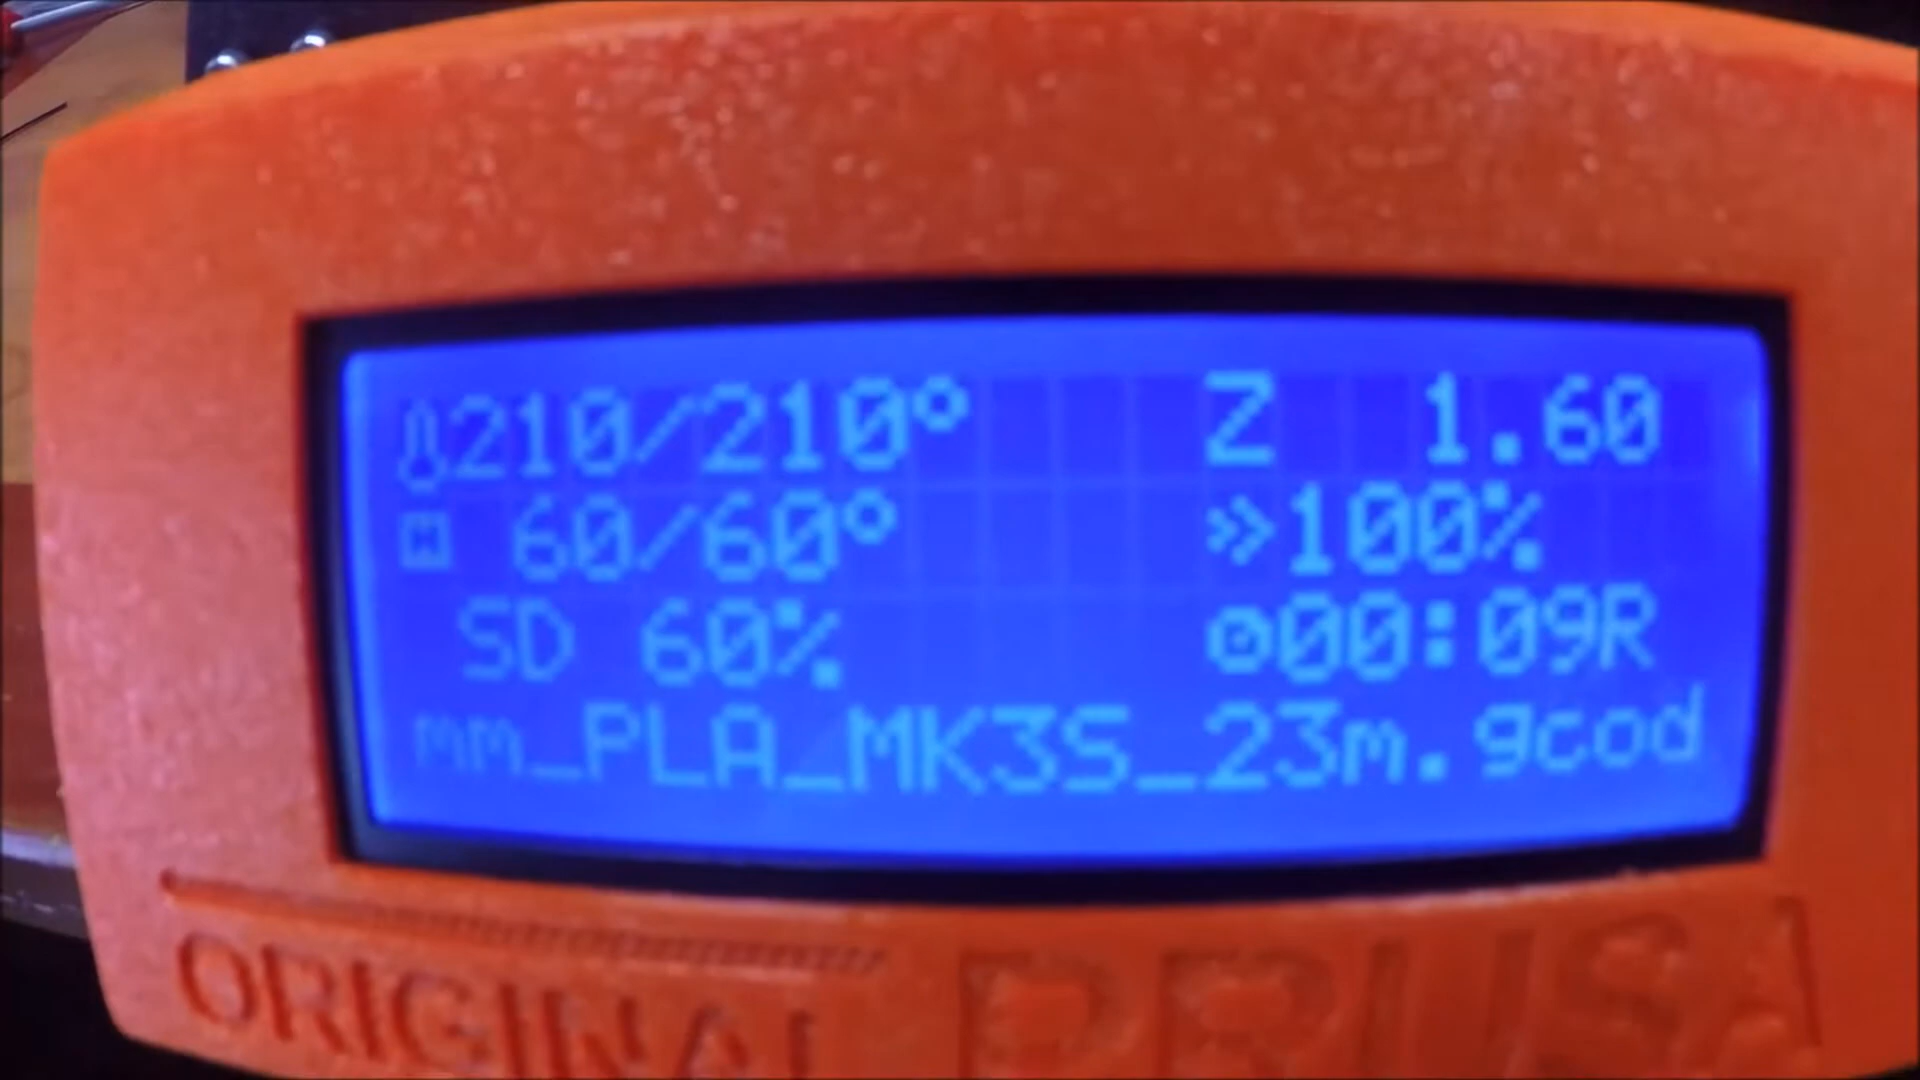 210/210° Z 1.60
60/60° 100%
SD 60% 00:09R
mm_PLA_MK3S_23m.gcod
ORIGINAL PRUSA